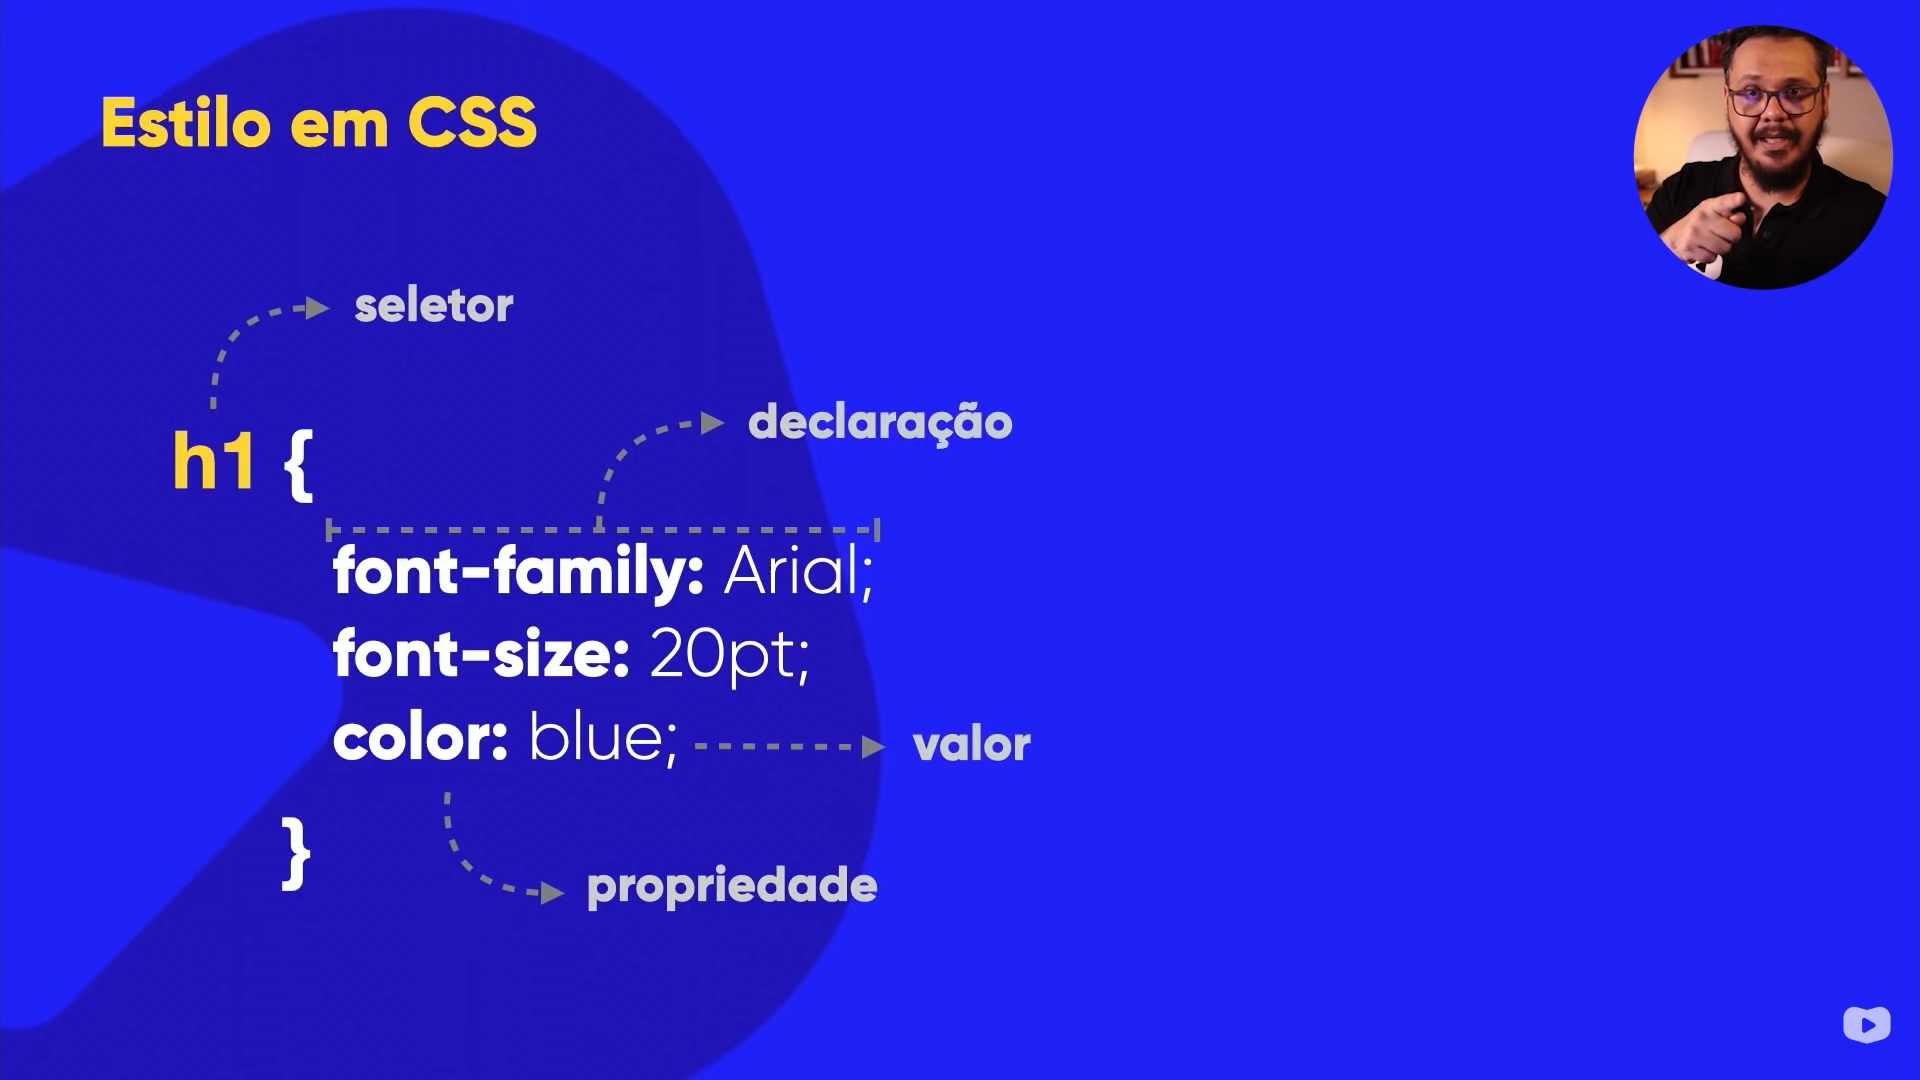 Estilo em CSS
seletor
declaração
h1 {
font-family: Arial;
font-size: 20pt;
color: blue;
valor
}
propriedade